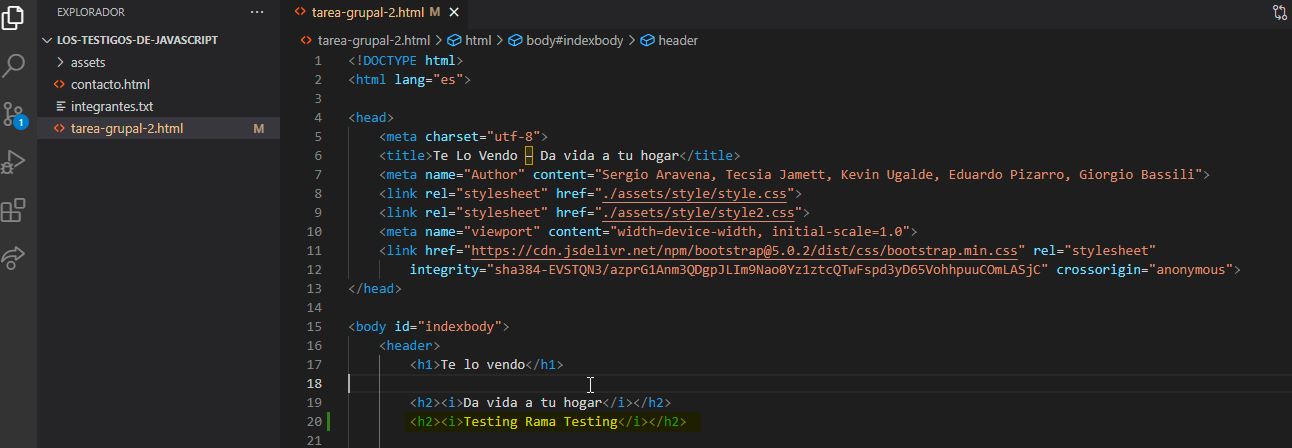 EXPLORADOR ···
LOS-TESTIGOS-DE-JAVASCRIPT
assets
contacto.html
integrantes.txt
tarea-grupal-2.html M
1
tarea-grupal-2.html M
tarea-grupal-2.html > html > body#indexbody > header
1 <!DOCTYPE html>
2 <html lang="es">
3
4 <head>
5 <meta charset="utf-8">
6 <title>Te Lo Vendo – Da vida a tu hogar</title>
7 <meta name="Author" content="Sergio Aravena, Tecsia Jamett, Kevin Ugalde, Eduardo Pizarro, Giorgio Bassili">
8 <link rel="stylesheet" href="./assets/style/style.css">
9 <link rel="stylesheet" href="./assets/style/style2.css">
10 <meta name="viewport" content="width=device-width, initial-scale=1.0">
11 <link href="https://cdn.jsdelivr.net/npm/bootstrap@5.0.2/dist/css/bootstrap.min.css" rel="stylesheet"
12 integrity="sha384-EVSTQN3/azprG1Anm3QDgpJLIm9Nao0Yz1ztcQTwFspd3yD65VohhpuuCOmLASjC" crossorigin="anonymous">
13 </head>
14
15 <body id="indexbody">
16 <header>
17 <h1>Te lo vendo</h1>
18
19 <h2><i>Da vida a tu hogar</i></h2>
20 <h2><i>Testing Rama Testing</i></h2>
21